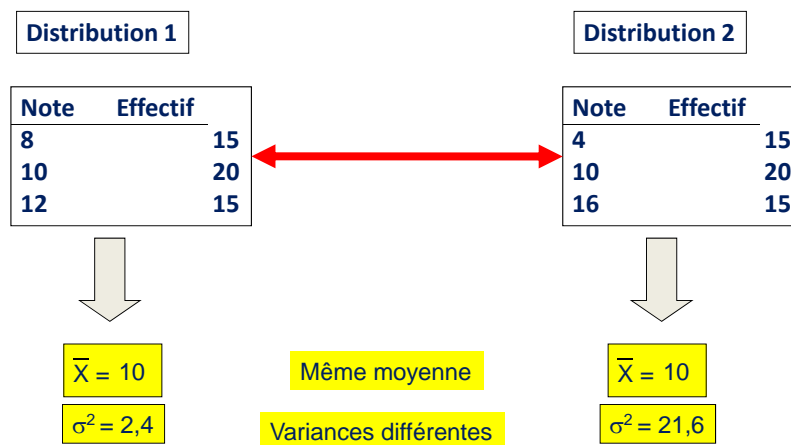 Distribution 1
Distribution 2
Note Effectif
8 15
10 20
12 15
Note Effectif
4 15
10 20
16 15
X̅ = 10
Même moyenne
X̅ = 10
σ² = 2,4
Variances différentes
σ² = 21,6